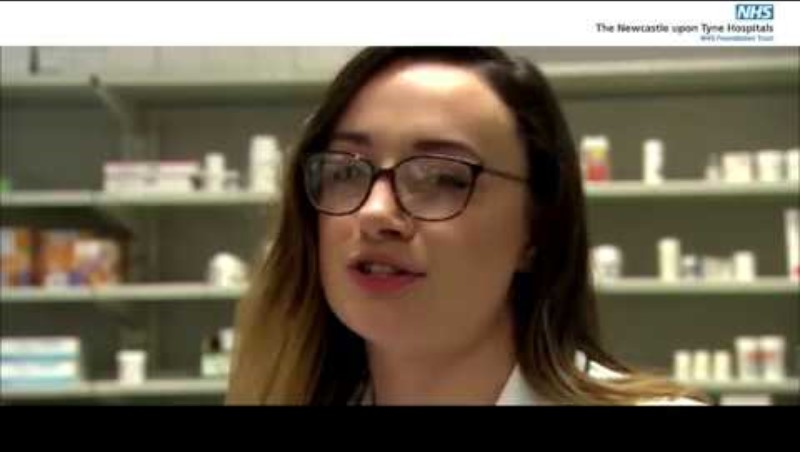 NHS
The Newcastle upon Tyne Hospitals
NHS Foundation Trust